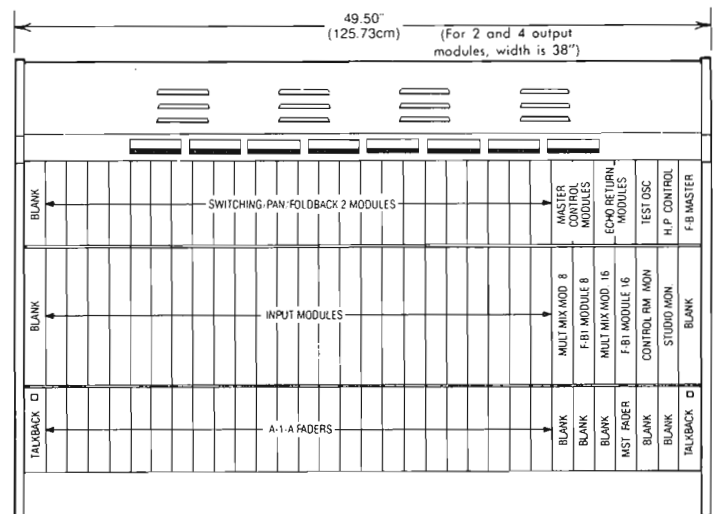 49.50"
(125.73cm)
(For 2 and 4 output
modules, width is 38")
BLANK
SWITCHING/PAN/FOLDBACK 2 MODULES
MASTER
CONTROL
MODULES
ECHO RETURN
MODULES
TEST OSC
H.P. CONTROL
F-B MASTER
BLANK
INPUT MODULES
MULT MIX MOD 8
F-B1 MODULE 8
MULT MIX MOD. 16
F-B1 MODULE 16
CONTROL RM MON
STUDIO MON.
BLANK
TALKBACK
A-1-A FADERS
BLANK
BLANK
BLANK
MST FADER
BLANK
BLANK
TALKBACK